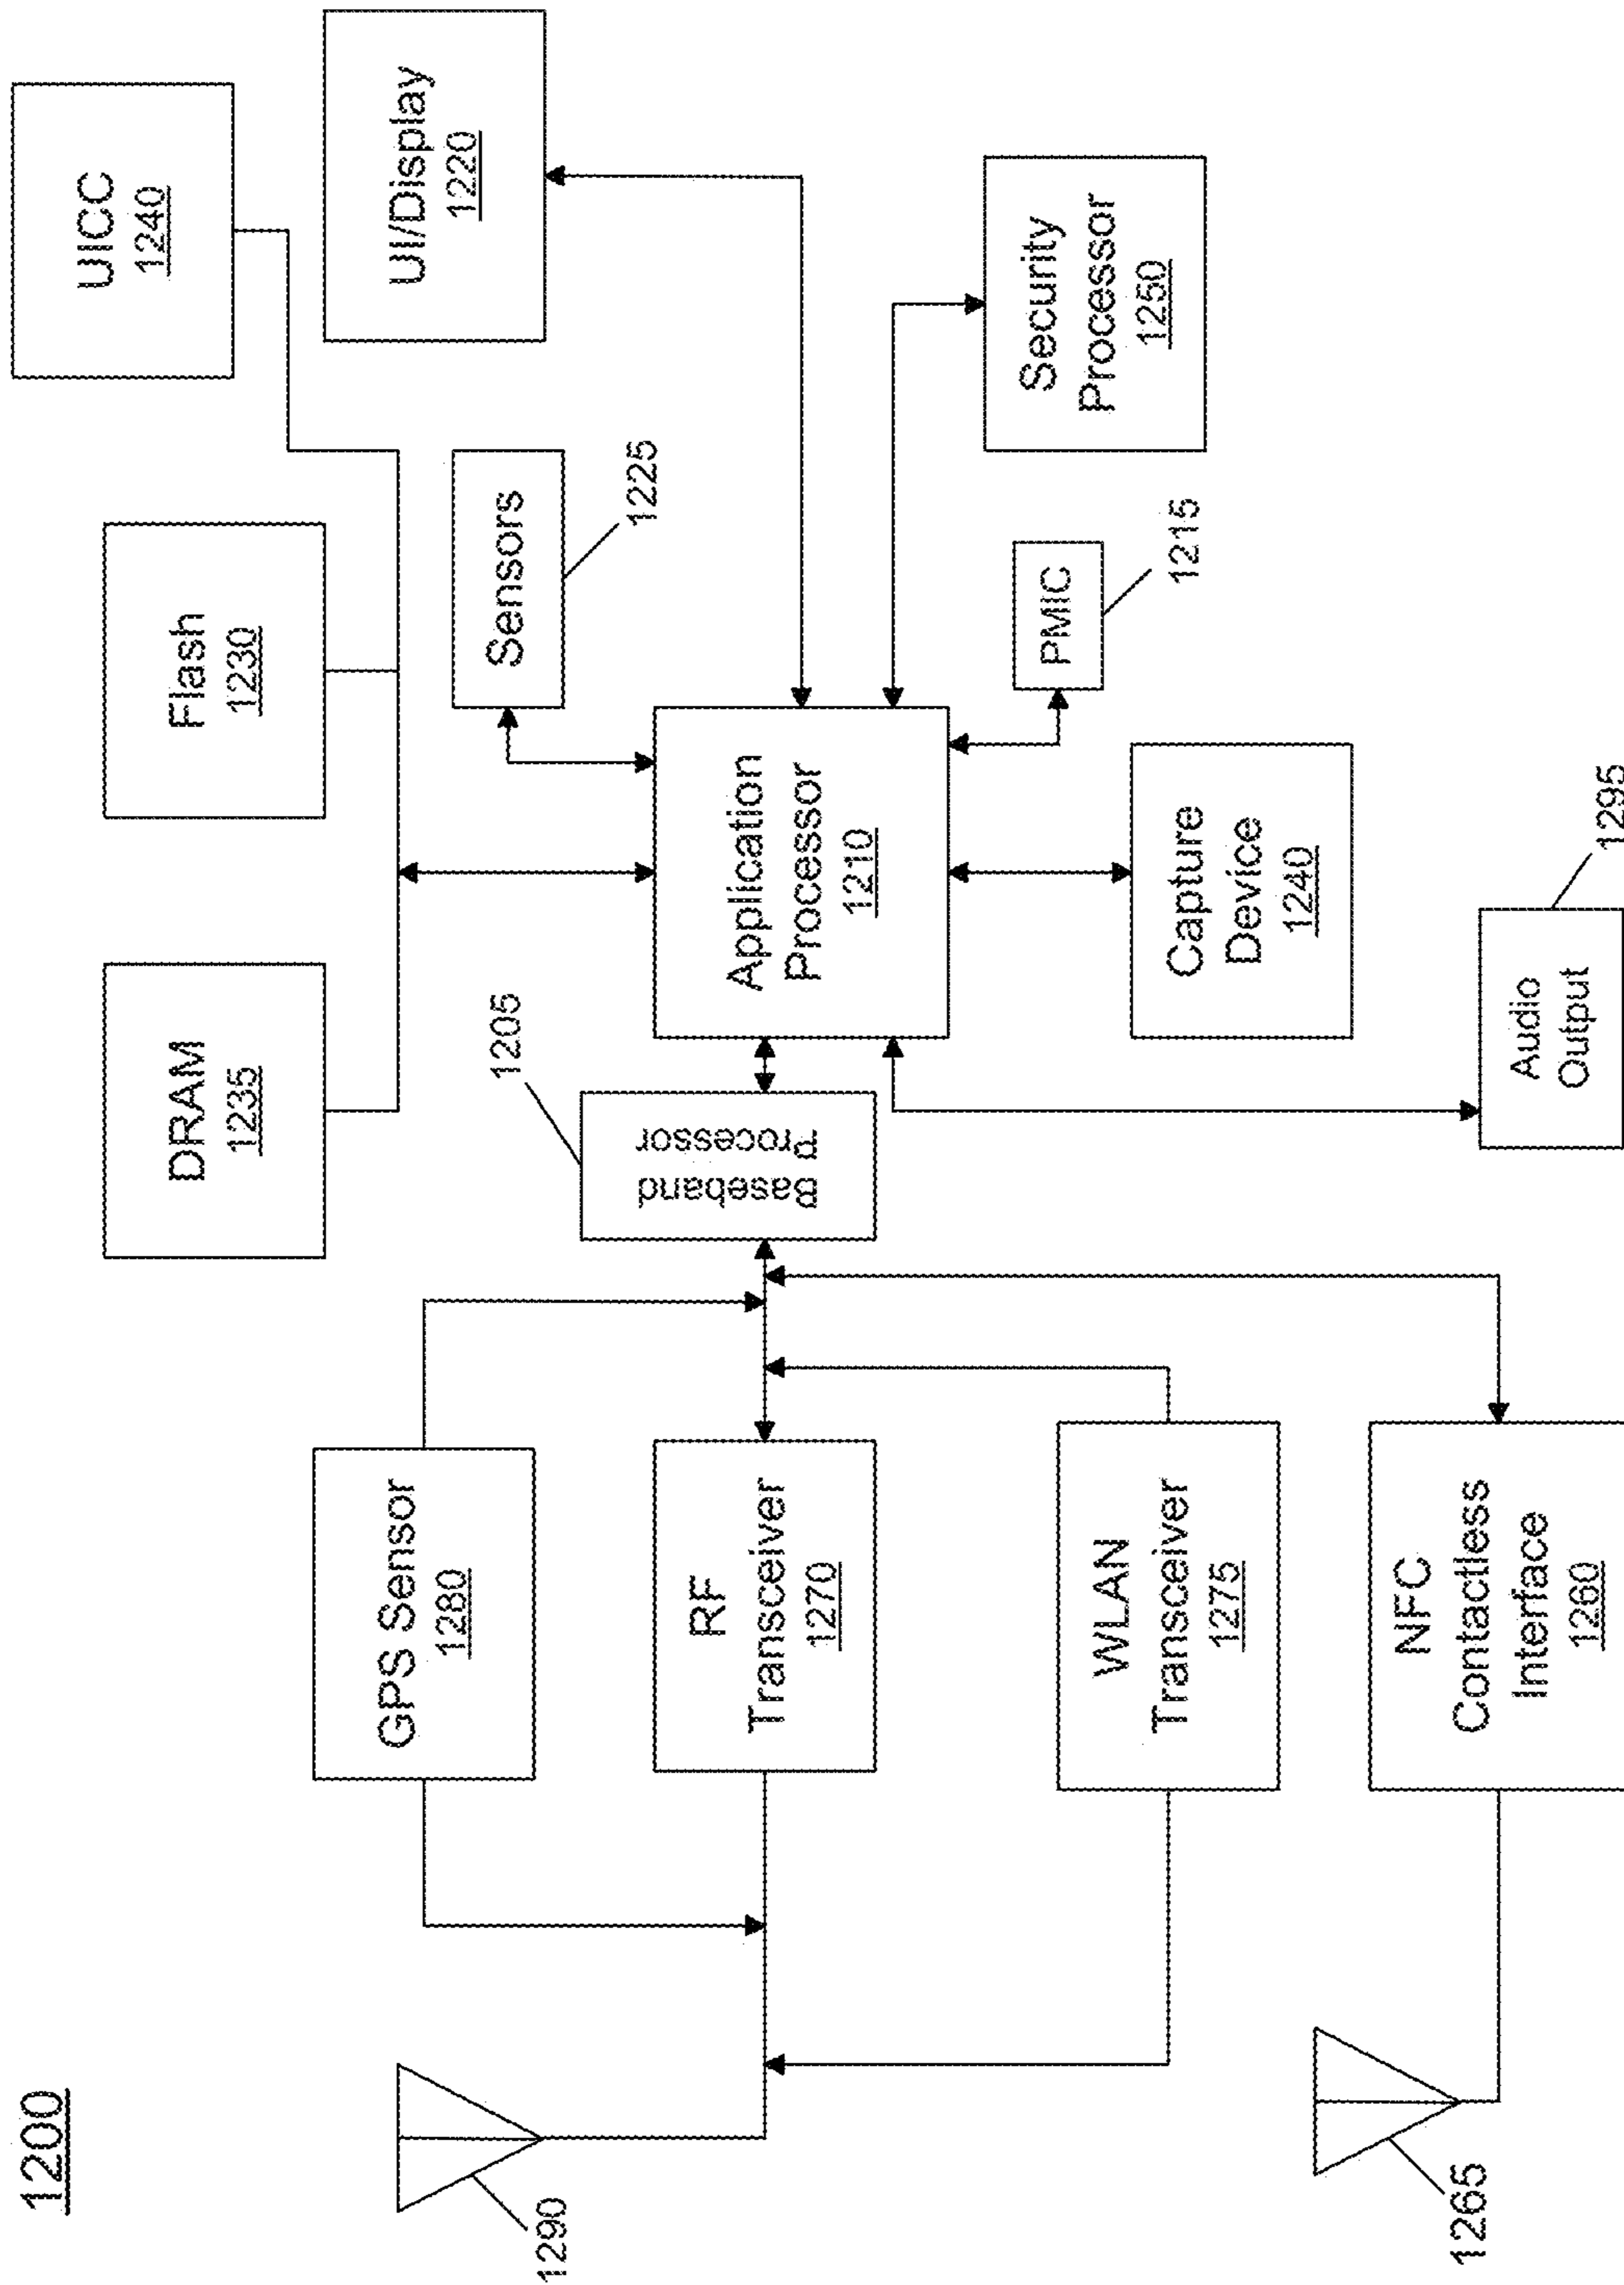 1200
UICC
1240
Flash
1230
DRAM
1235
UI/Display
1220
Sensors
1225
GPS Sensor
1280
1205
Baseband
Processor
Application
Processor
1210
Security
Processor
1250
PMIC
1215
RF
Transceiver
1270
1290
WLAN
Transceiver
1275
Capture
Device
1240
Audio
Output
1295
NFC
Contactless
Interface
1260
1265